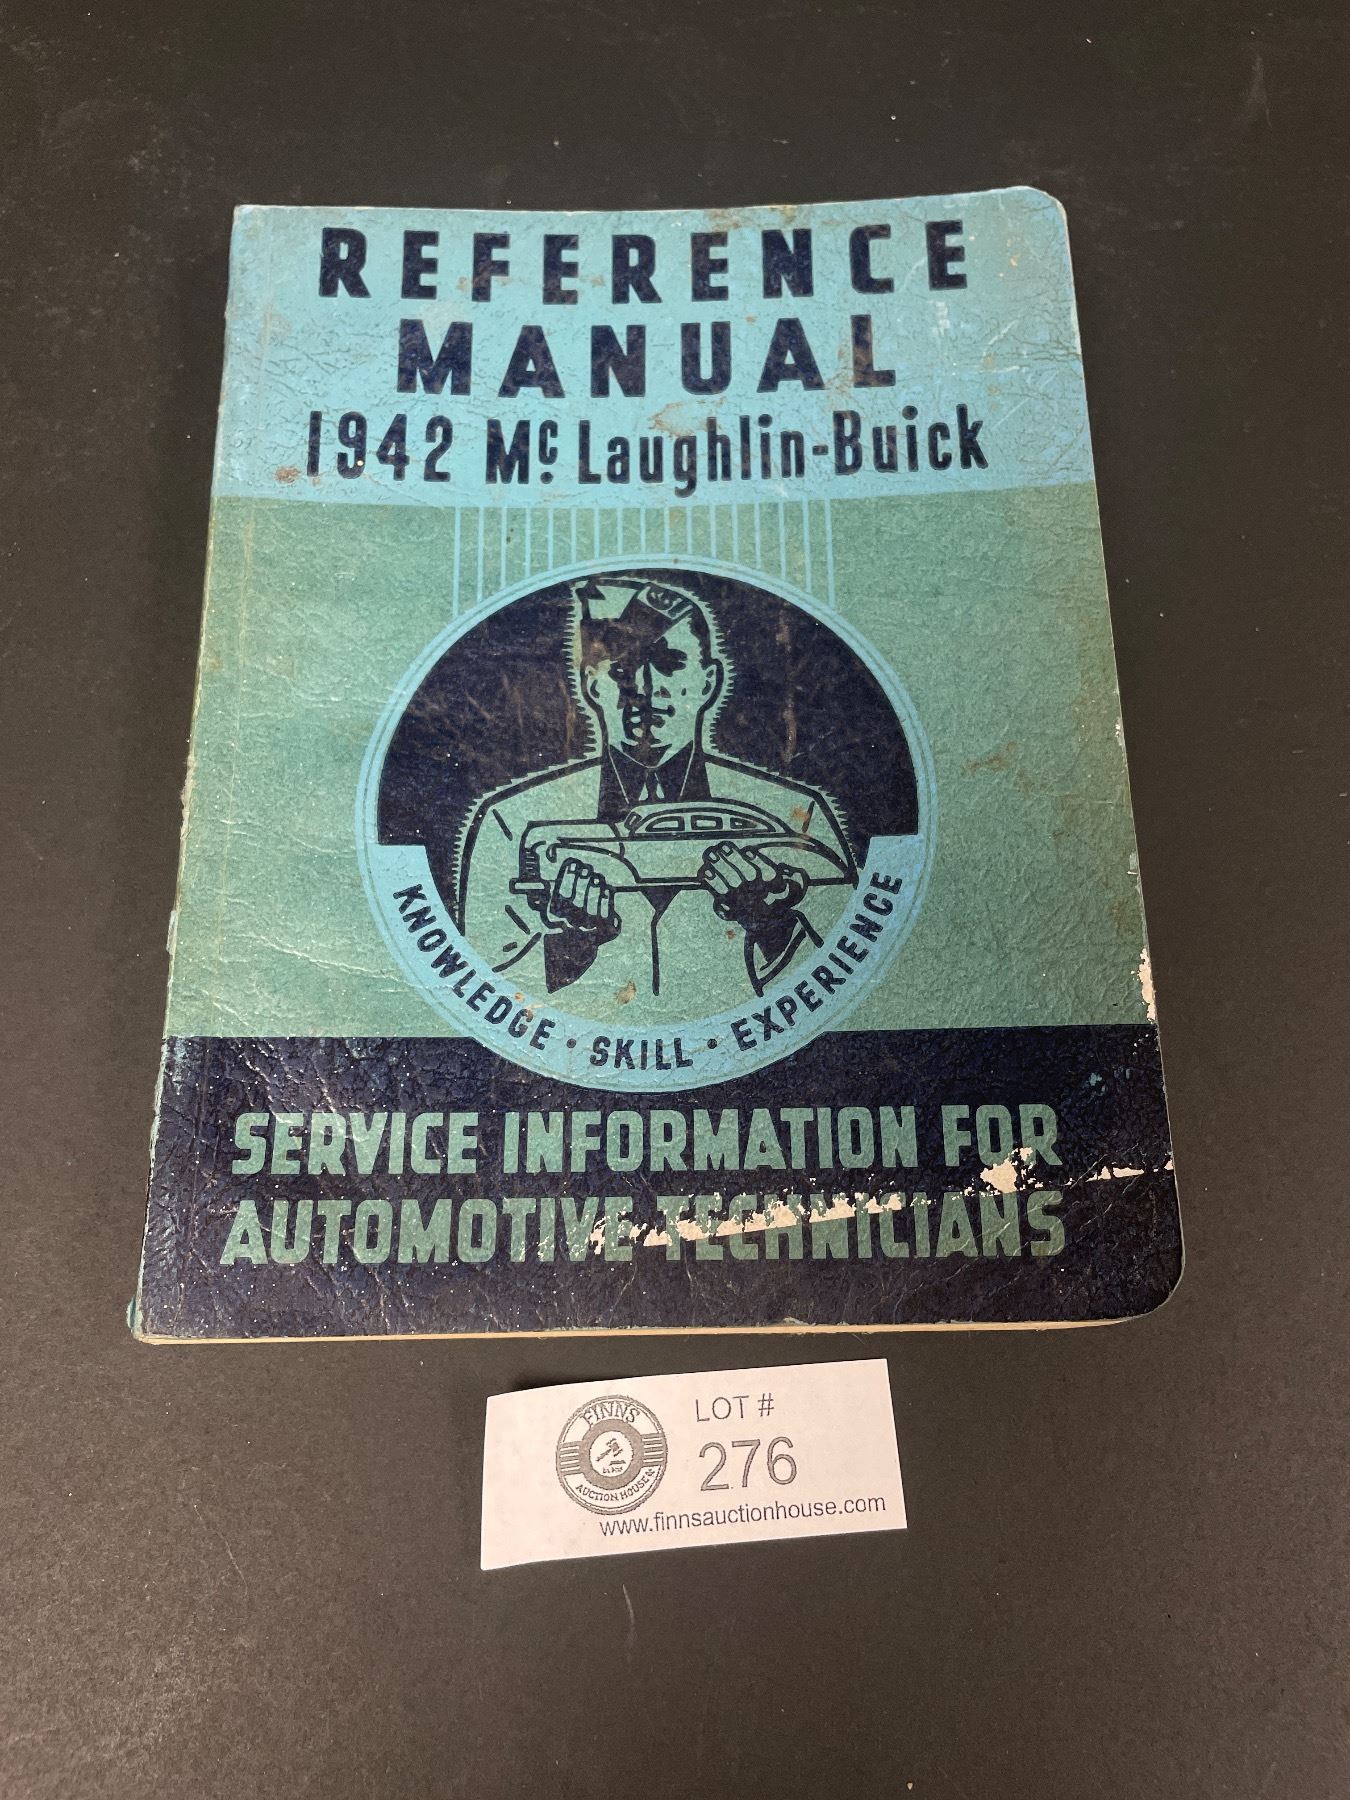 REFERENCE
MANUAL
1942 Mc Laughlin-Buick
KNOWLEDGE · SKILL · EXPERIENCE
SERVICE INFORMATION FOR
AUTOMOTIVE TECHNICIANS
FINNS
AUCTION HOUSE
LOT #
276
www.finnsauctionhouse.com